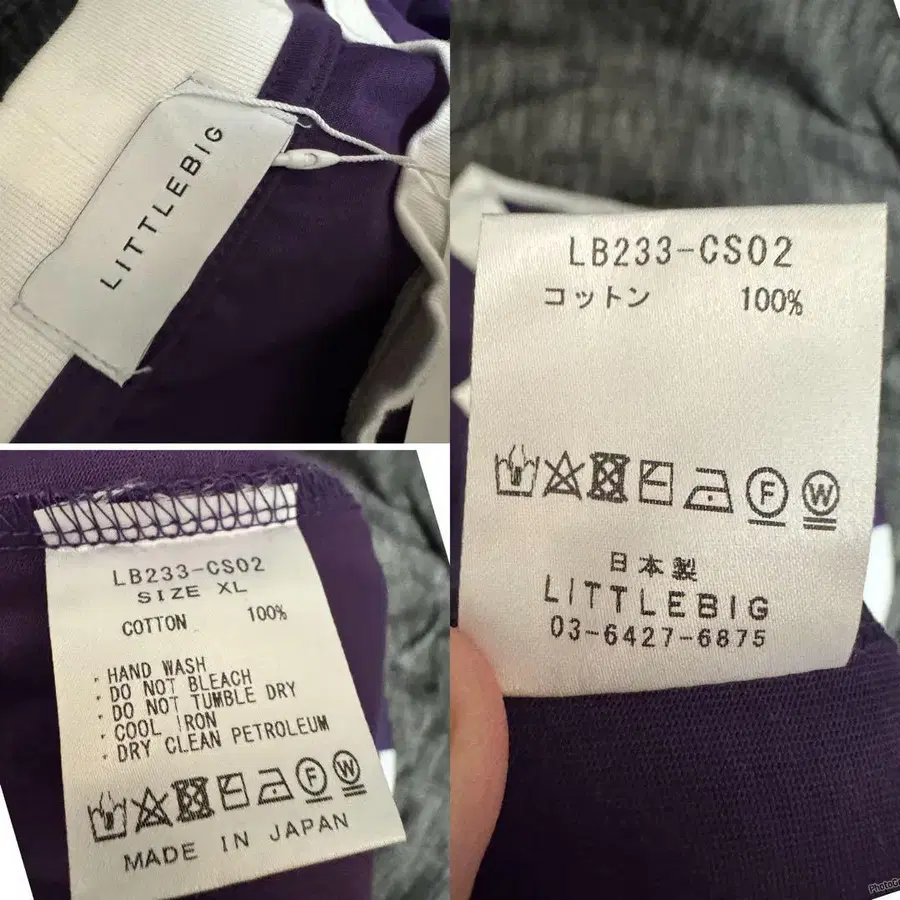 LITTLEBIG
LB233-CS02
コットン 100%
F W
日本製
LITTLEBIG
03-6427-6875
LB233-CS02
SIZE XL
COTTON 100%
・HAND WASH
・DO NOT BLEACH
・DO NOT TUMBLE DRY
・COOL IRON
・DRY CLEAN PETROLEUM
F W
MADE IN JAPAN